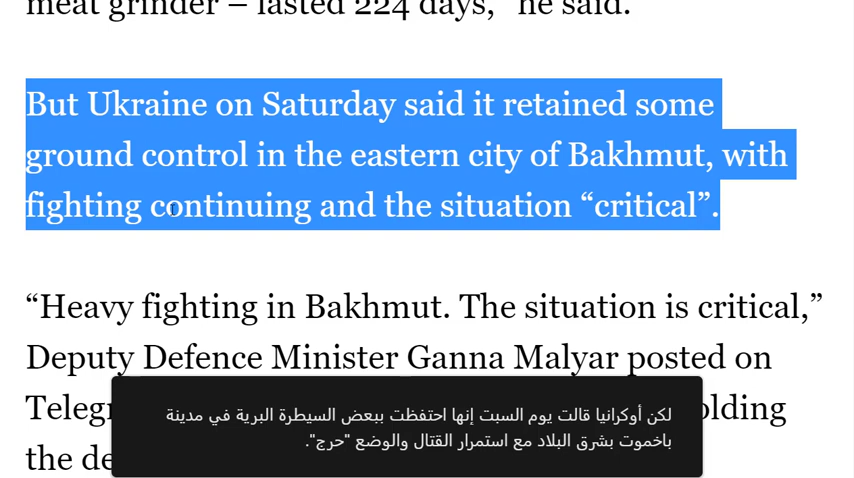 meat grinder – lasted 224 days,” he said.
But Ukraine on Saturday said it retained some
ground control in the eastern city of Bakhmut, with
fighting continuing and the situation “critical”.
“Heavy fighting in Bakhmut. The situation is critical,”
Deputy Defence Minister Ganna Malyar posted on
Telegr olding
the de
لكن أوكرانيا قالت يوم السبت إنها احتفظت ببعض السيطرة البرية في مدينة
باخموت بشرق البلاد مع استمرار القتال والوضع "حرج".